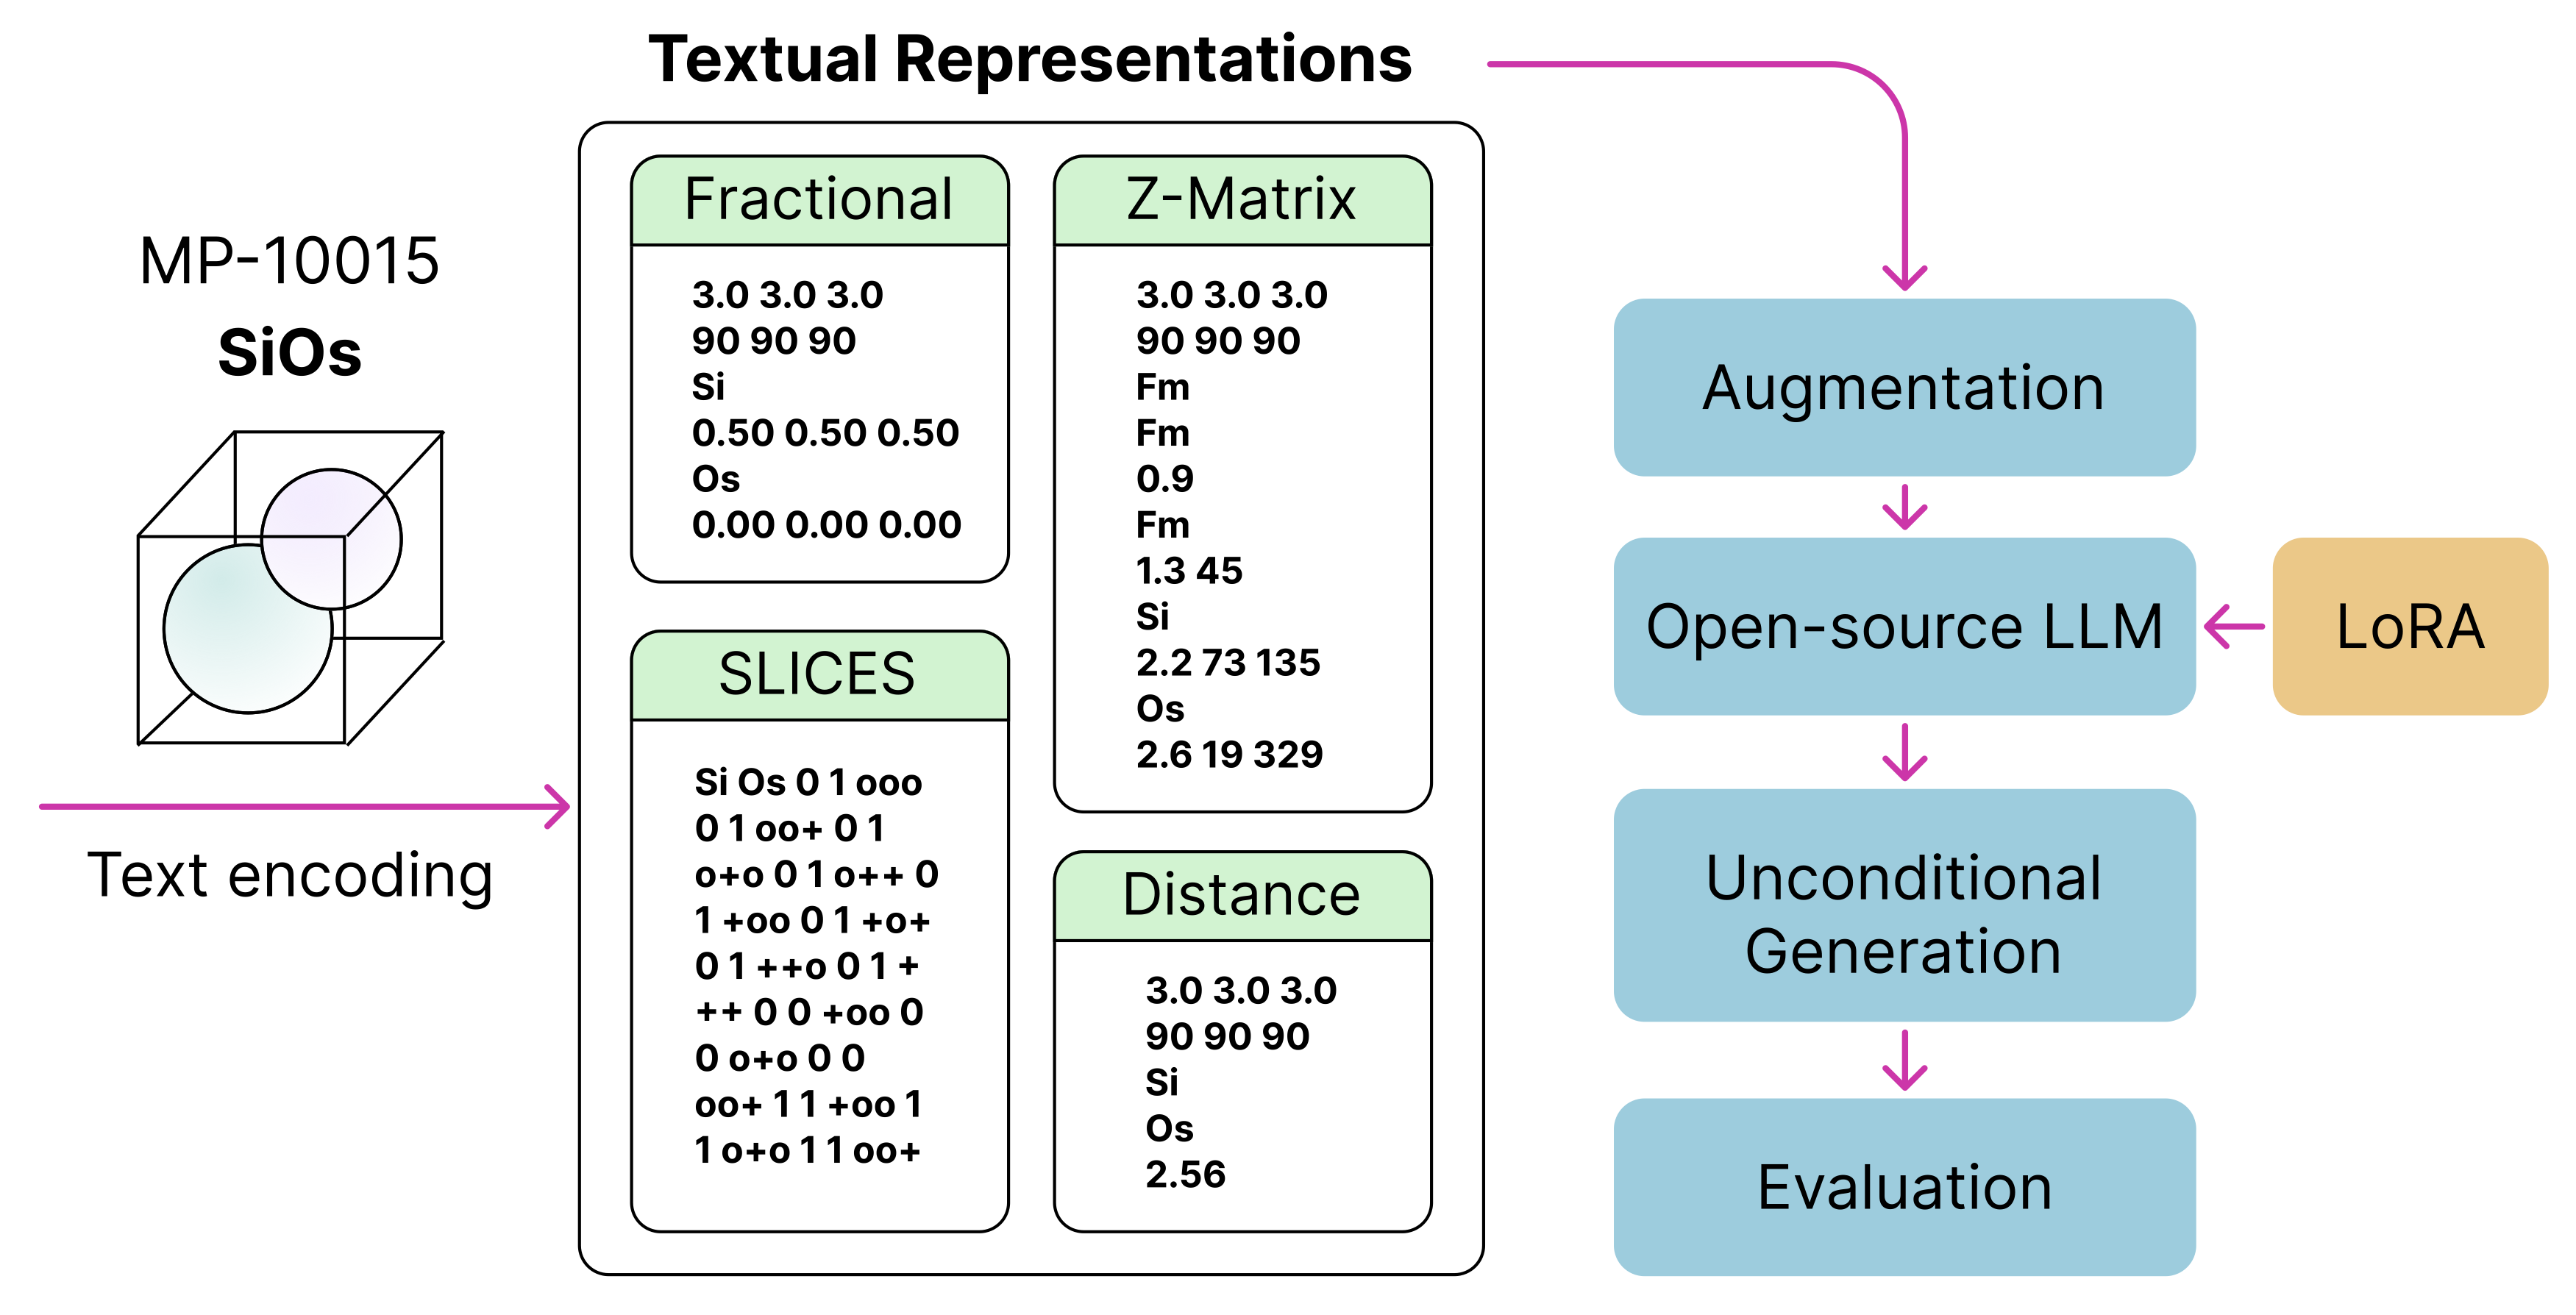 Textual Representations
MP-10015
SiOs
Text encoding
Fractional
3.0 3.0 3.0
90 90 90
Si
0.50 0.50 0.50
Os
0.00 0.00 0.00
SLICES
Si Os 0 1 ooo
0 1 oo+ 0 1
o+o 0 1 o++ 0
1 +oo 0 1 +o+
0 1 ++o 0 1 +
++ 0 0 +oo 0
0 o+o 0 0
oo+ 1 1 +oo 1
1 o+o 1 1 oo+
Z-Matrix
3.0 3.0 3.0
90 90 90
Fm
Fm
0.9
Fm
1.3 45
Si
2.2 73 135
Os
2.6 19 329
Distance
3.0 3.0 3.0
90 90 90
Si
Os
2.56
Augmentation
Open-source LLM
LoRA
Unconditional
Generation
Evaluation